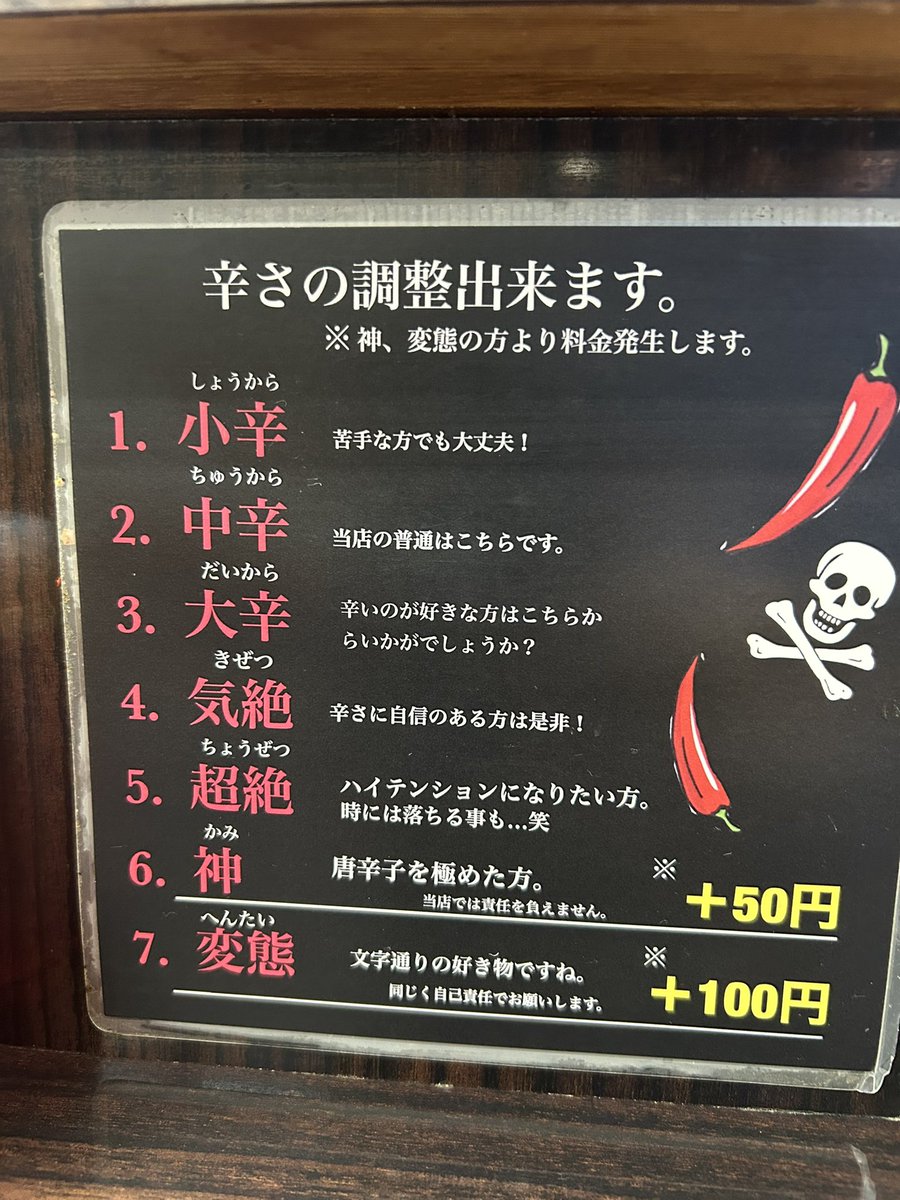 辛さの調整出来ます。
※ 神、変態の方より料金発生します。
しょうから
1. 小辛 苦手な方でも大丈夫！
ちゅうから
2. 中辛 当店の普通はこちらです。
だいから
3. 大辛 辛いのが好きな方はこちらか
らいかがでしょうか？
きぜつ
4. 気絶 辛さに自信のある方は是非！
ちょうぜつ
5. 超絶 ハイテンションになりたい方。
時には落ちる事も...笑
かみ
6. 神 唐辛子を極めた方。 ※ ＋50円
当店では責任を負えません。
へんたい
7. 変態 文字通りの好き物ですね。 ※ ＋100円
同じく自己責任でお願いします。